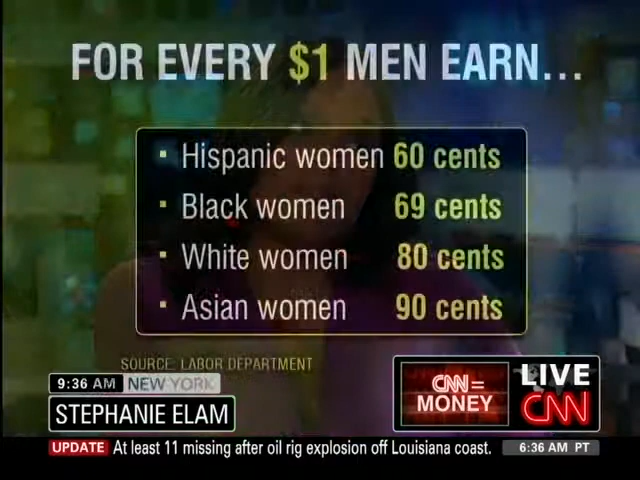 FOR EVERY $1 MEN EARN...
· Hispanic women 60 cents
· Black women 69 cents
· White women 80 cents
· Asian women 90 cents
SOURCE: LABOR DEPARTMENT
9:36 AM NEW YORK
STEPHANIE ELAM
CNN=
MONEY
LIVE
CNN
UPDATE At least 11 missing after oil rig explosion off Louisiana coast. 6:36 AM PT